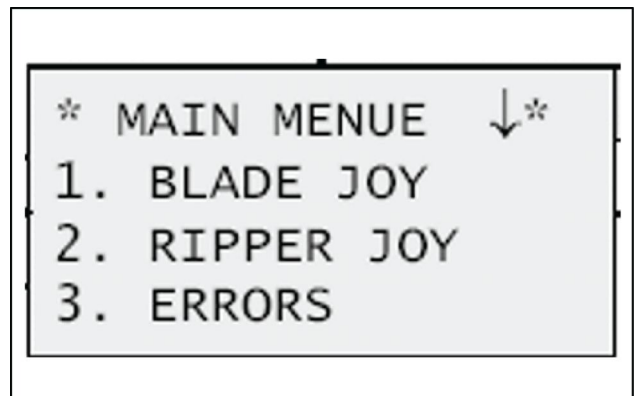 * MAIN MENUE ↓*
1. BLADE JOY
2. RIPPER JOY
3. ERRORS